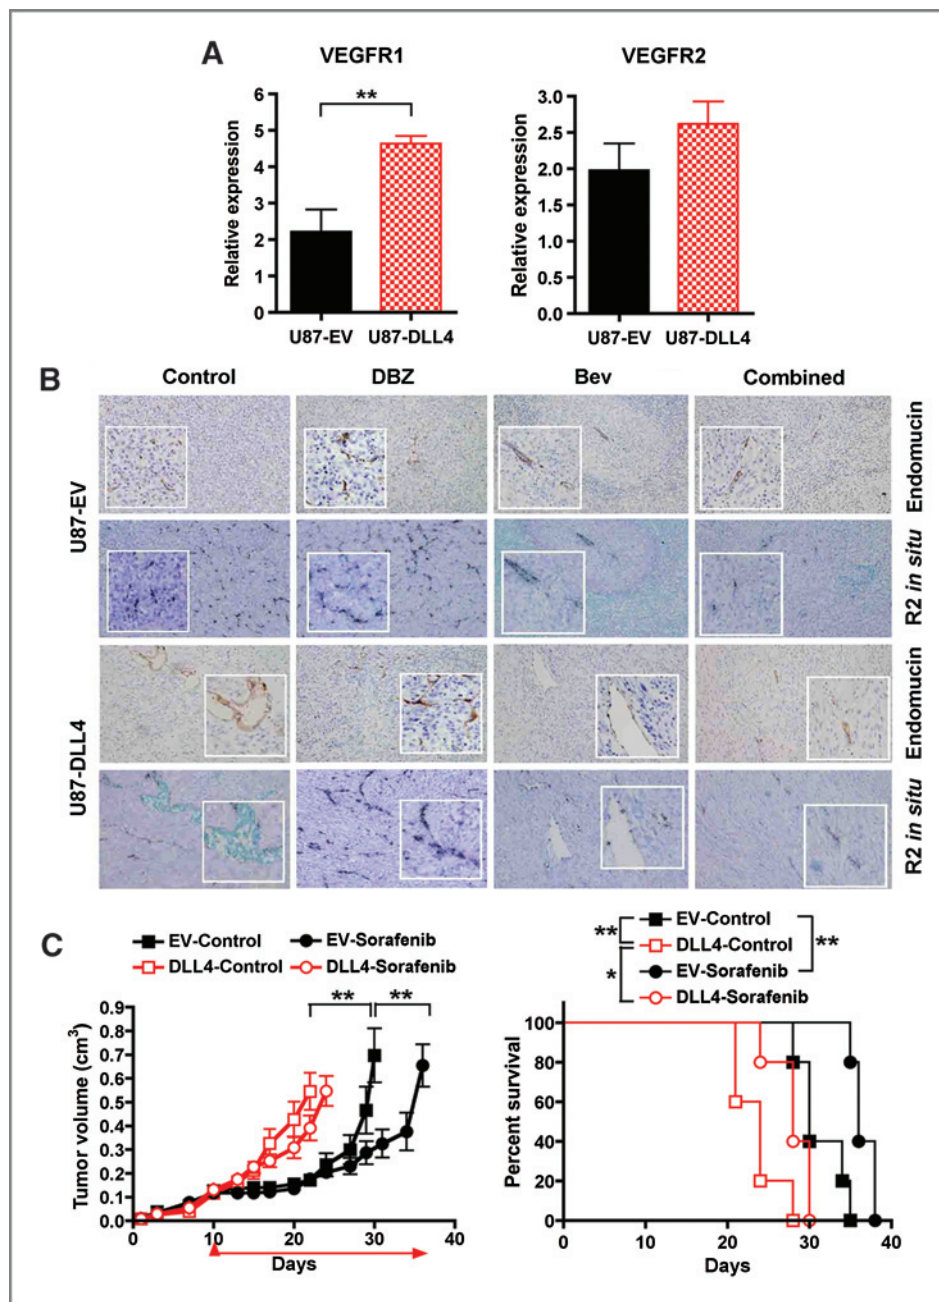 A
VEGFR1
VEGFR2
**
Relative expression
6
5
4
3
2
1
0
U87-EV U87-DLL4
Relative expression
3.0
2.5
2.0
1.5
1.0
0.5
0.0
U87-EV U87-DLL4
B
Control DBZ Bev Combined
U87-EV
Endomucin
R2 in situ
U87-DLL4
Endomucin
R2 in situ
C
EV-Control EV-Sorafenib
DLL4-Control DLL4-Sorafenib
** **
Tumor volume (cm³)
0.9
0.8
0.7
0.6
0.5
0.4
0.3
0.2
0.1
0.0
0 10 20 30 40
Days
EV-Control
** DLL4-Control **
EV-Sorafenib
* DLL4-Sorafenib
Percent survival
100
80
60
40
20
0
0 10 20 30 40
Days